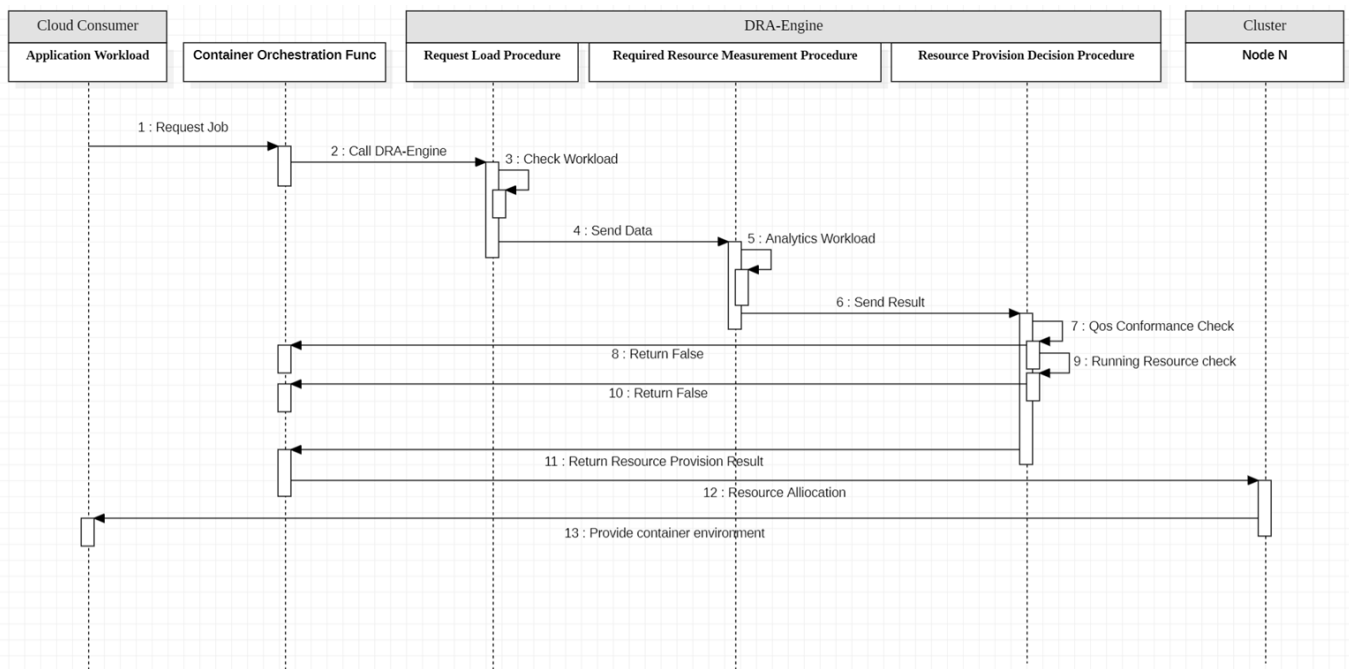 Cloud Consumer
DRA-Engine
Cluster
Application Workload
Container Orchestration Func
Request Load Procedure
Required Resource Measurement Procedure
Resource Provision Decision Procedure
Node N
1 : Request Job
2 : Call DRA-Engine
3 : Check Workload
4 : Send Data
5 : Analytics Workload
6 : Send Result
7 : Qos Conformance Check
8 : Return False
9 : Running Resource check
10 : Return False
11 : Return Resource Provision Result
12 : Resource Alliocation
13 : Provide container environment